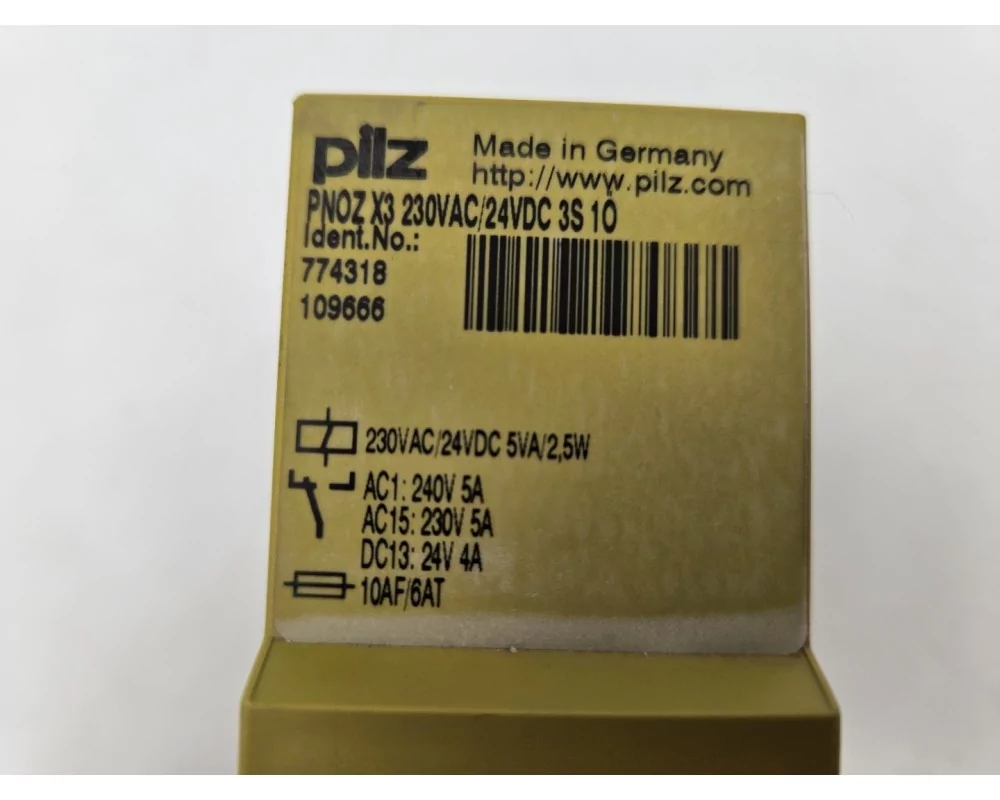 pilz
Made in Germany
http://www.pilz.com
PNOZ X3 230VAC/24VDC 3S 1Ö
Ident.No.:
774318
109666
230VAC/24VDC 5VA/2,5W
AC1: 240V 5A
AC15: 230V 5A
DC13: 24V 4A
10AF/6AT